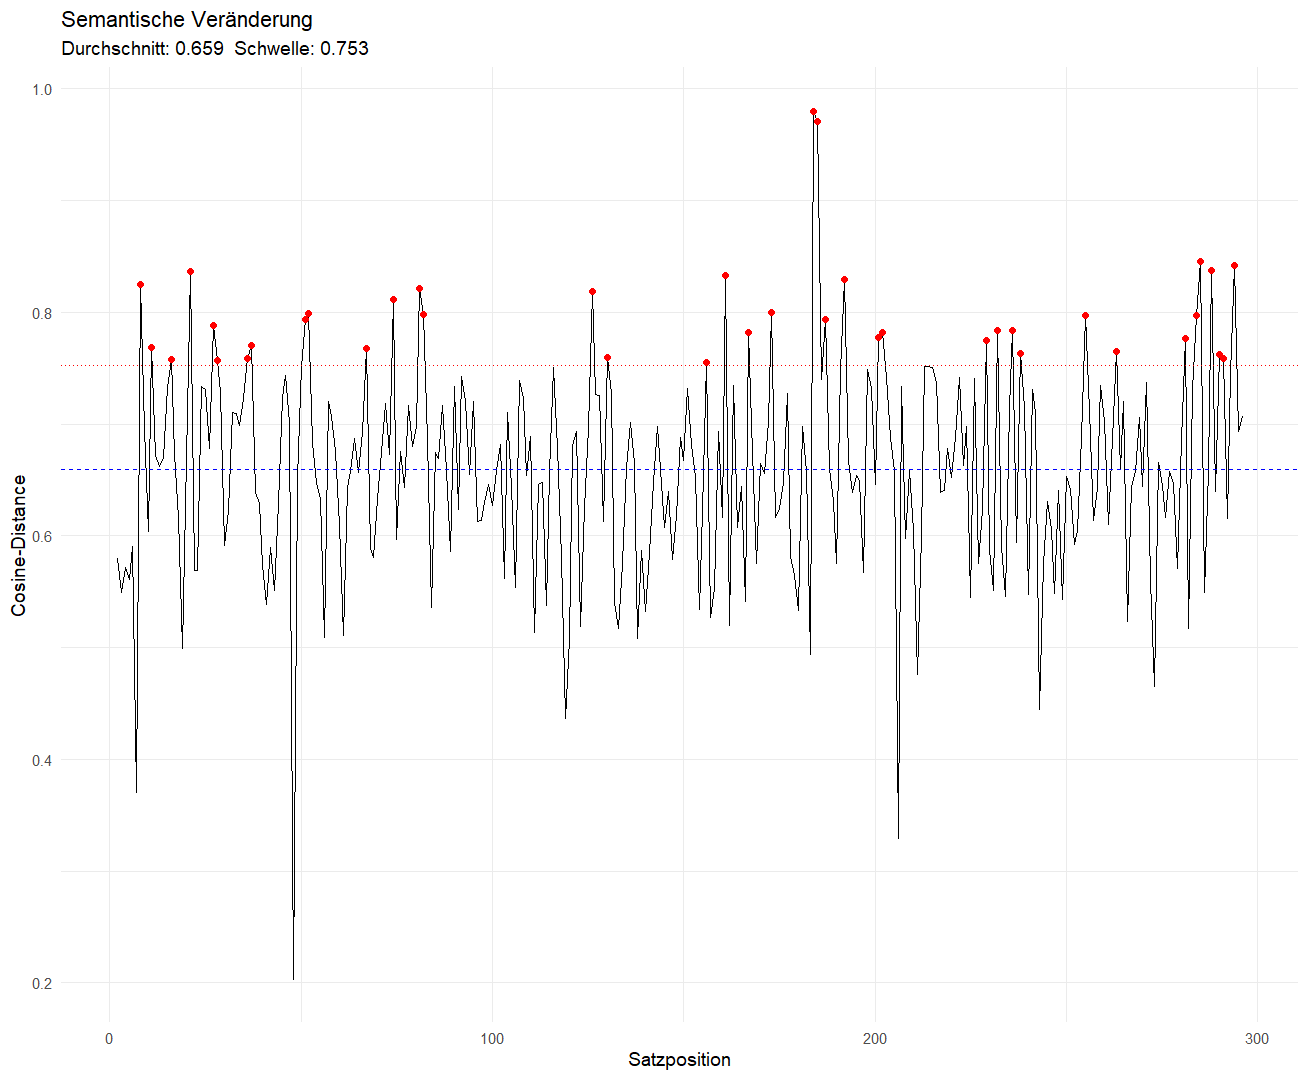 Semantische Veränderung
Durchschnitt: 0.659  Schwelle: 0.753
1.0
0.8
0.6
0.4
0.2
Cosine-Distance
0
100
200
300
Satzposition